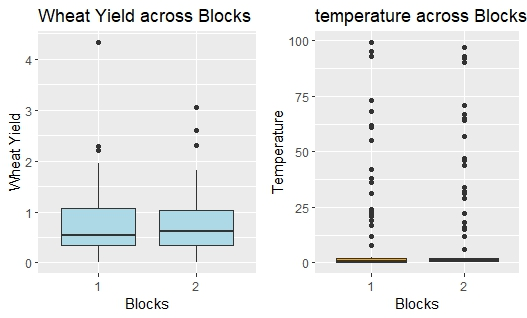 Wheat Yield across Blocks
Wheat Yield
4
3
2
1
0
1
2
Blocks
temperature across Blocks
Temperature
100
75
50
25
0
1
2
Blocks